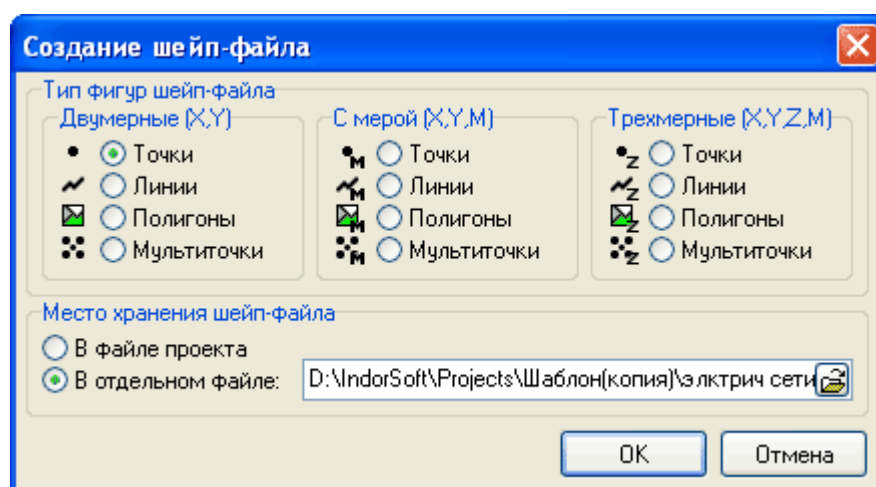 Создание шейп-файла
Тип фигур шейп-файла
Двумерные (X,Y)
Точки
Линии
Полигоны
Мультиточки
С мерой (X,Y,M)
M Точки
M Линии
M Полигоны
M Мультиточки
Трехмерные (X,Y,Z,M)
Z Точки
Z Линии
Z Полигоны
Z Мультиточки
Место хранения шейп-файла
В файле проекта
В отдельном файле: D:\IndorSoft\Projects\Шаблон(копия)\элктрич сети
OK Отмена